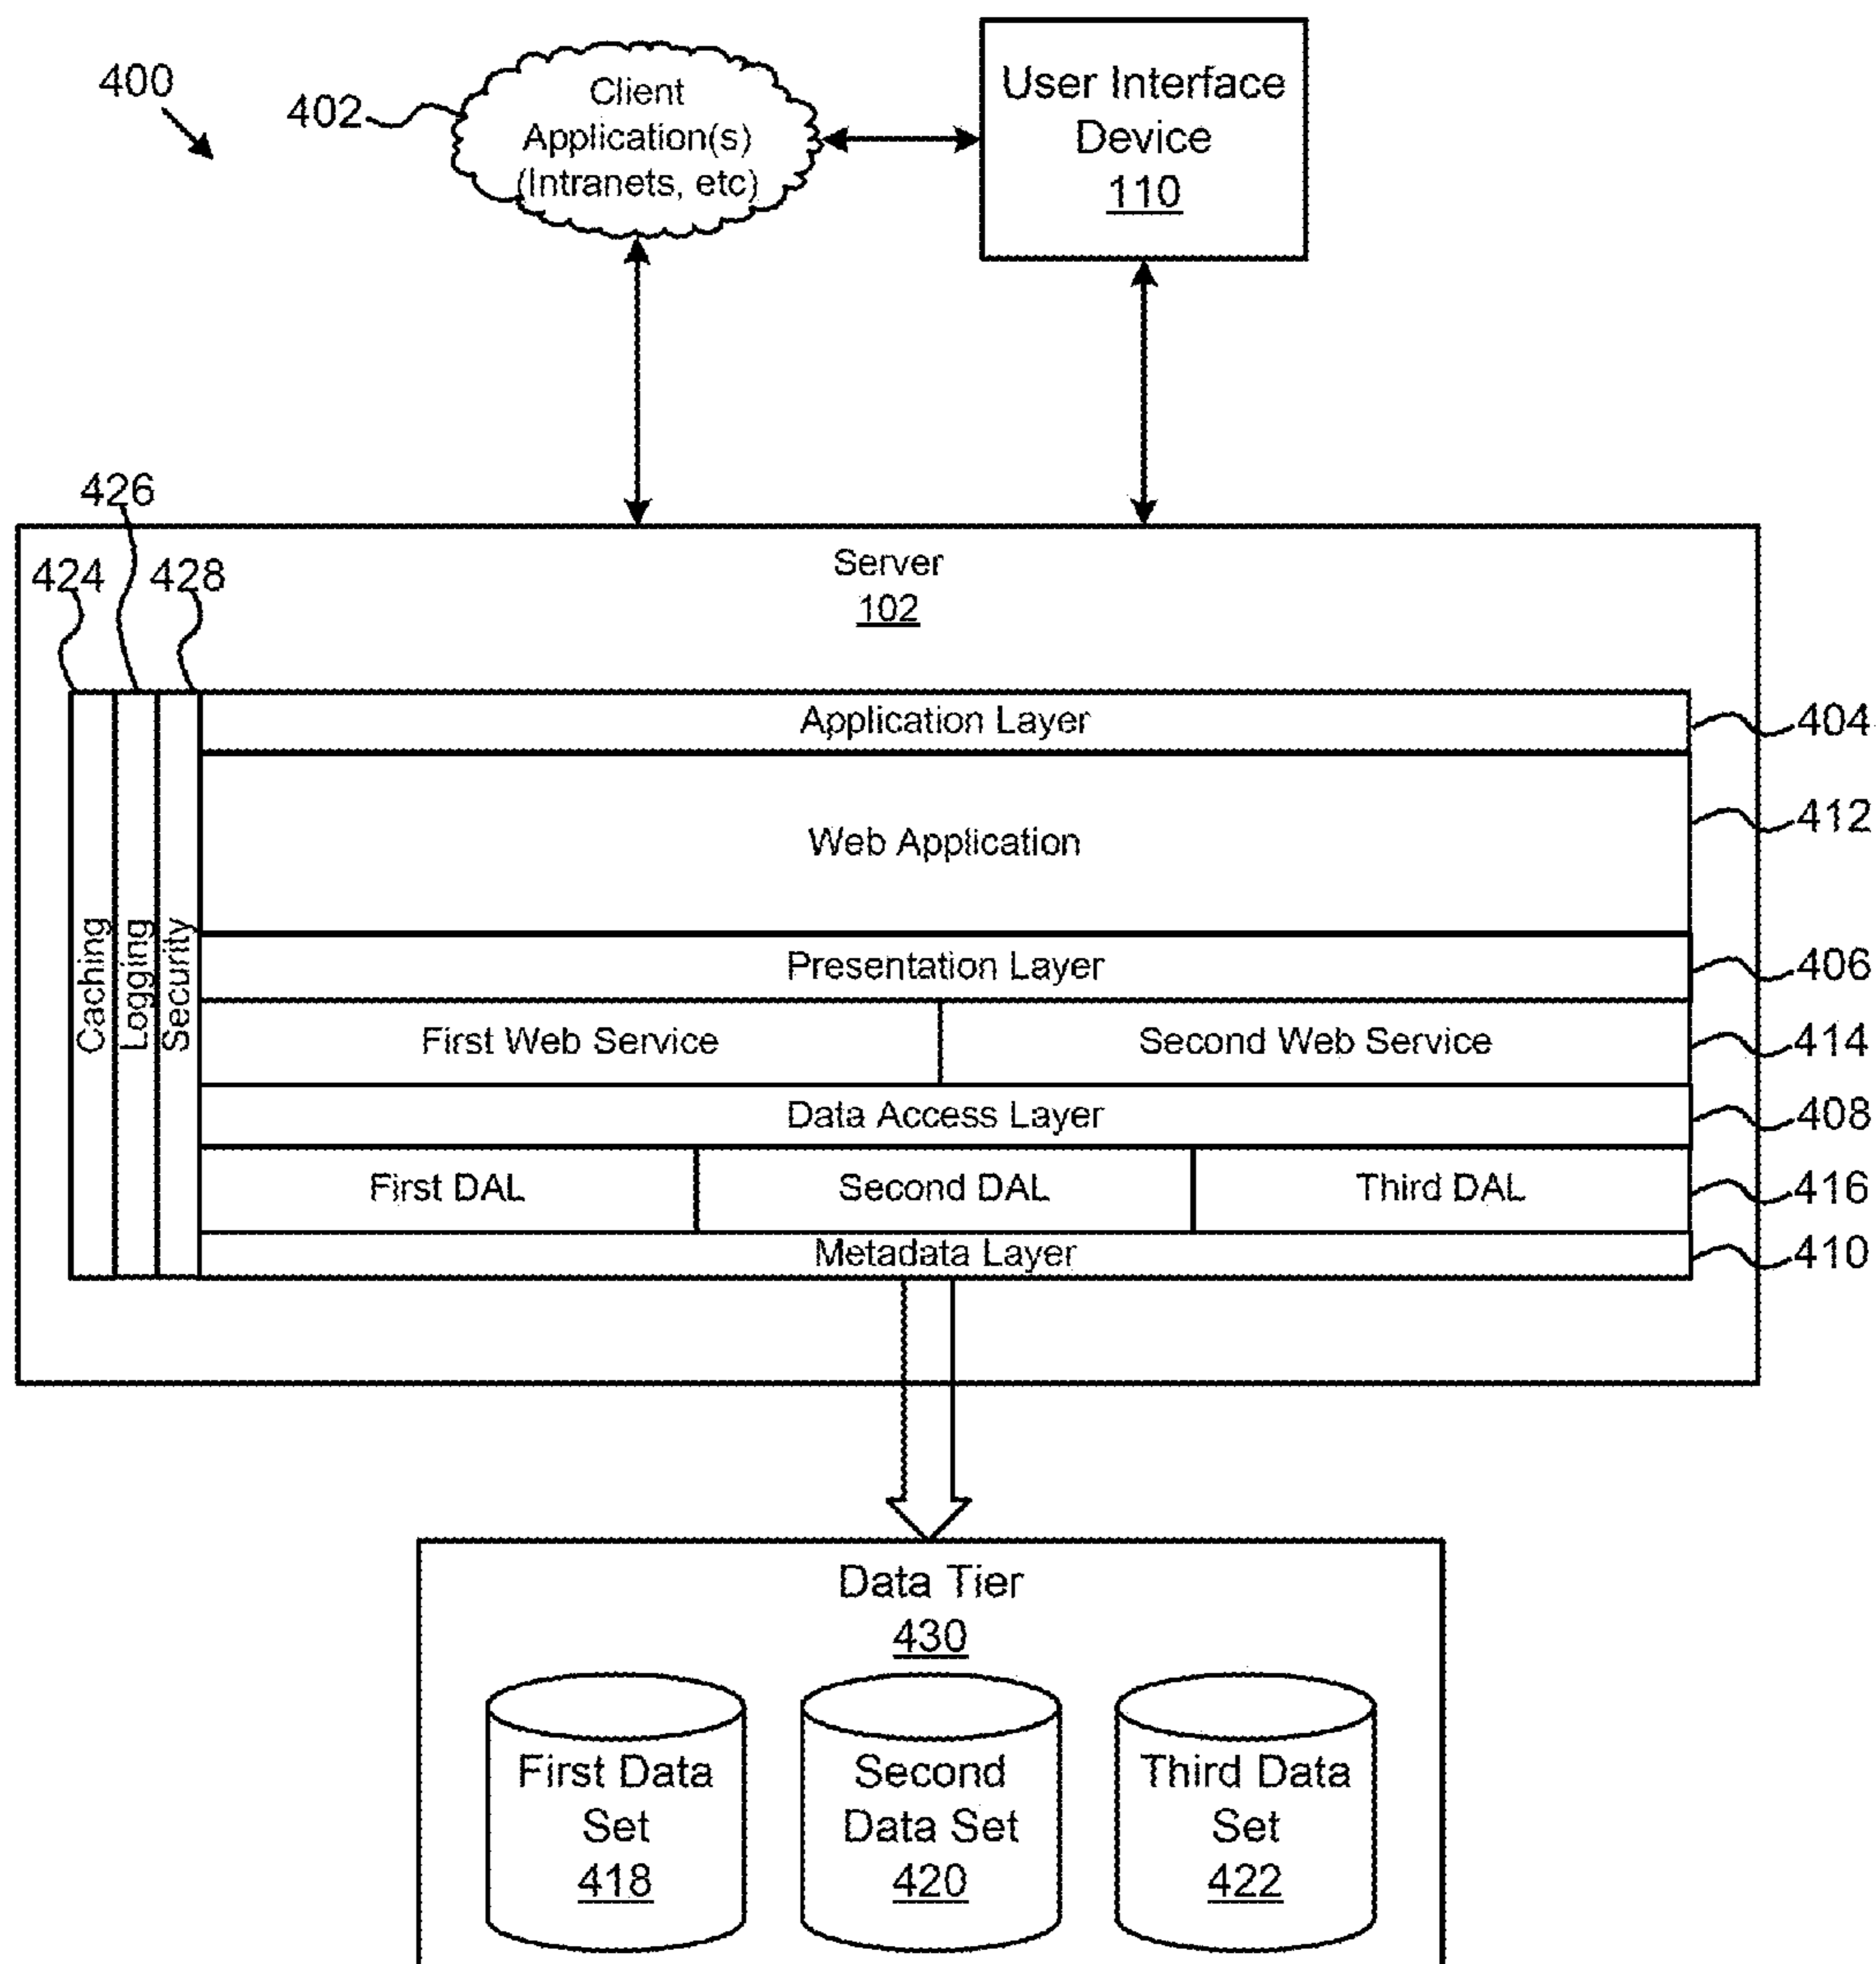 400
402
Client
Application(s)
(Intranets, etc)
User Interface
Device
110
426
424
428
Server
102
Caching
Logging
Security
Application Layer
404
Web Application
412
Presentation Layer
406
First Web Service
Second Web Service
414
Data Access Layer
408
First DAL
Second DAL
Third DAL
416
Metadata Layer
410
Data Tier
430
First Data
Set
418
Second
Data Set
420
Third Data
Set
422